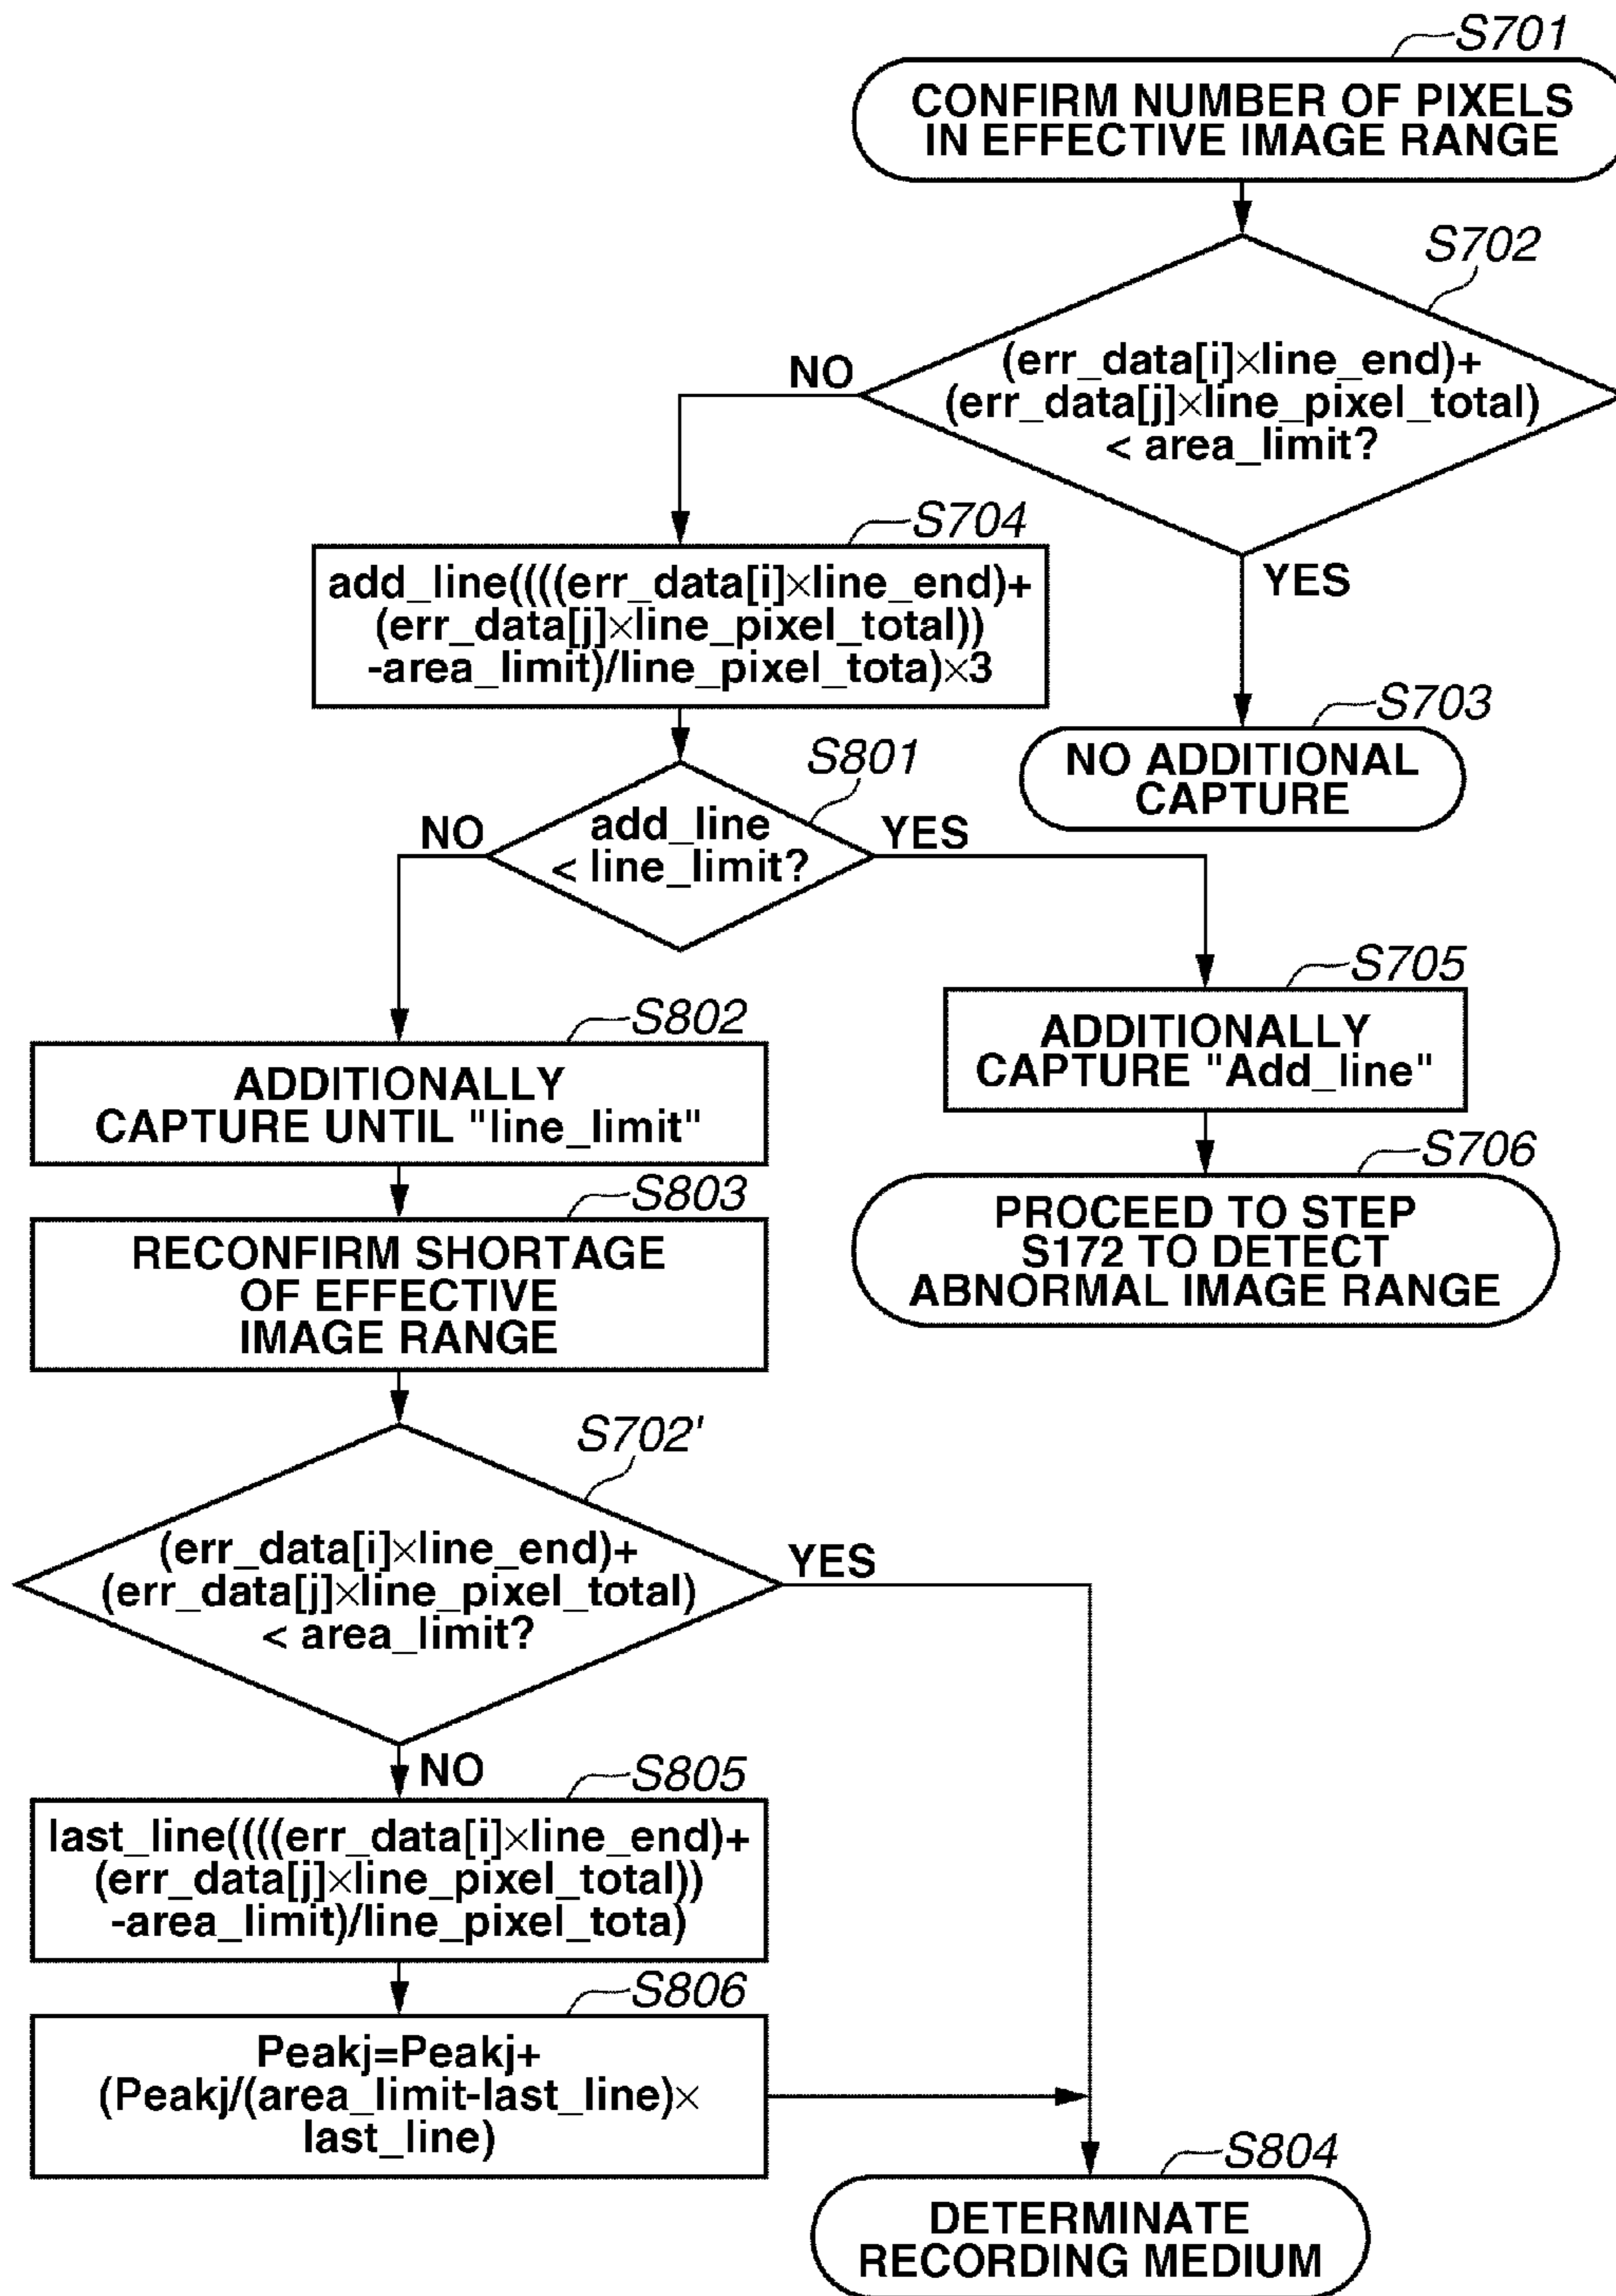 S701
CONFIRM NUMBER OF PIXELS
IN EFFECTIVE IMAGE RANGE
S702
(err_data[i]×line_end)+
(err_data[j]×line_pixel_total)
< area_limit?
NO
YES
S704
add_line((((err_data[i]×line_end)+
(err_data[j]×line_pixel_total))
-area_limit)/line_pixel_tota)×3
S703
NO ADDITIONAL
CAPTURE
S801
add_line
< line_limit?
NO
YES
S705
ADDITIONALLY
CAPTURE "Add_line"
S802
ADDITIONALLY
CAPTURE UNTIL "line_limit"
S706
PROCEED TO STEP
S172 TO DETECT
ABNORMAL IMAGE RANGE
S803
RECONFIRM SHORTAGE
OF EFFECTIVE
IMAGE RANGE
S702'
(err_data[i]×line_end)+
(err_data[j]×line_pixel_total)
< area_limit?
YES
NO
S805
last_line((((err_data[i]×line_end)+
(err_data[j]×line_pixel_total))
-area_limit)/line_pixel_tota)
S806
Peakj=Peakj+
(Peakj/(area_limit-last_line)×
last_line)
S804
DETERMINATE
RECORDING MEDIUM